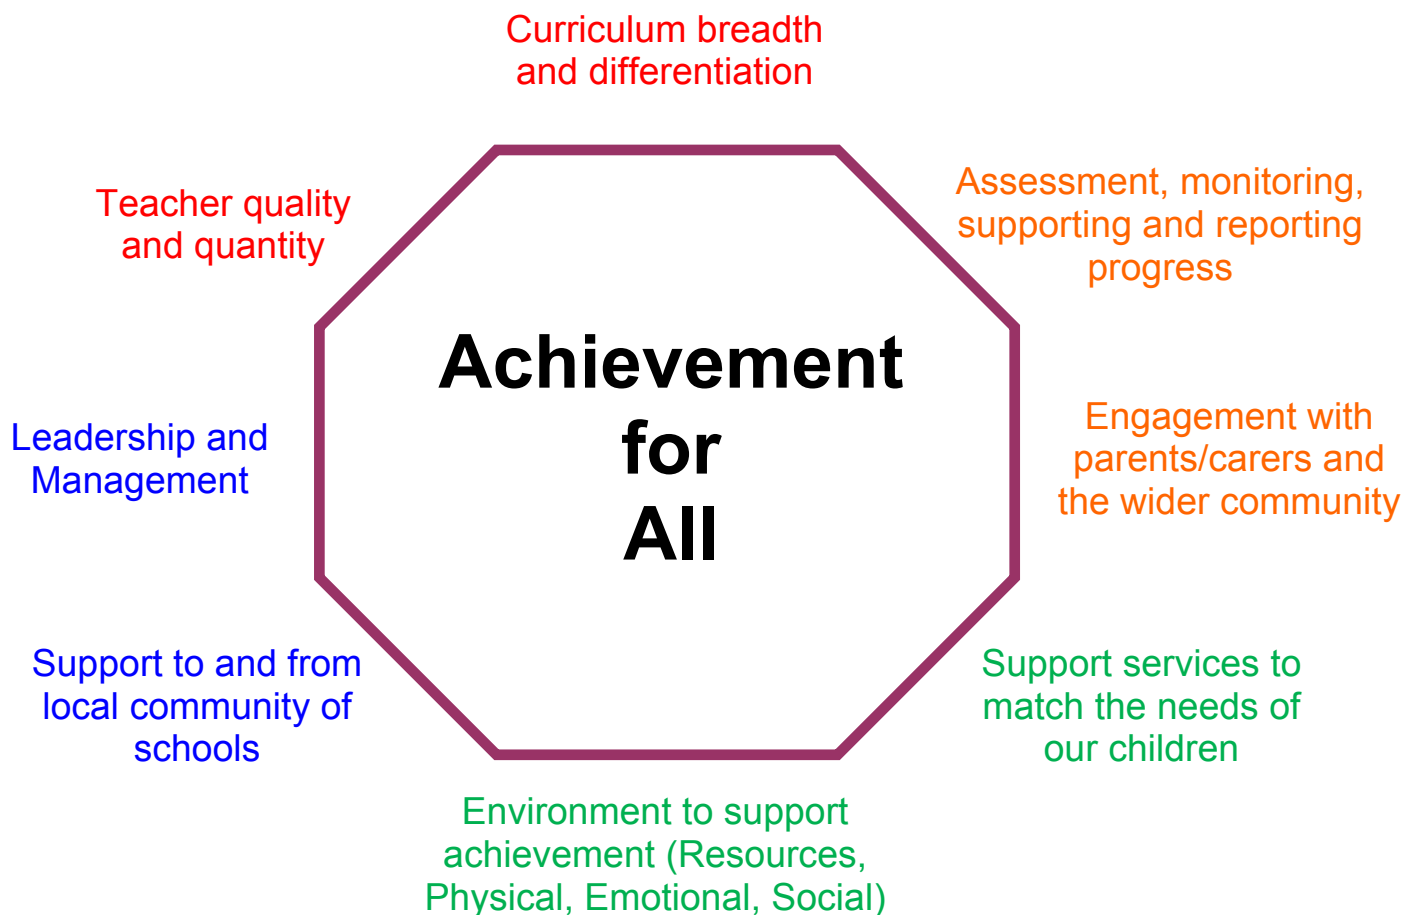 Curriculum breadth
and differentiation
Teacher quality
and quantity
Assessment, monitoring,
supporting and reporting
progress
Achievement
for
All
Leadership and
Management
Engagement with
parents/carers and
the wider community
Support to and from
local community of
schools
Support services to
match the needs of
our children
Environment to support
achievement (Resources,
Physical, Emotional, Social)